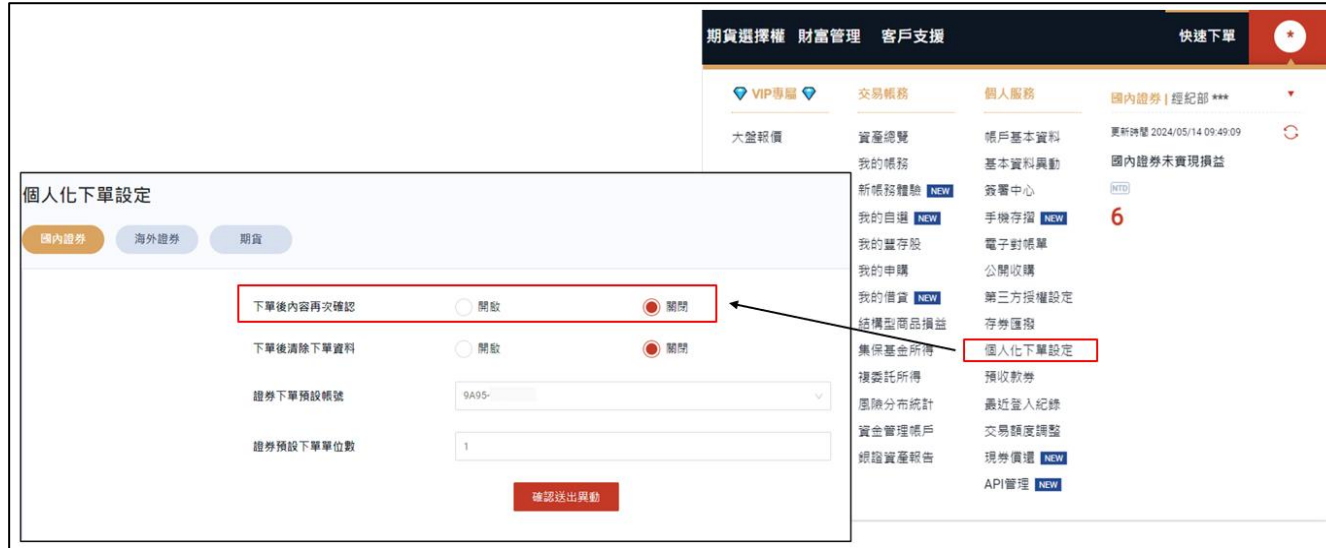 期貨選擇權 財富管理 客戶支援 快速下單 *
VIP專屬
大盤報價
交易帳務
資產總覽
我的帳務
新帳務體驗 NEW
我的自選 NEW
我的豐存股
我的申購
我的借貸 NEW
結構型商品損益
集保基金所得
複委託所得
風險分布統計
資金管理帳戶
銀證資產報告
個人服務
帳戶基本資料
基本資料異動
簽署中心
手機存摺 NEW
電子對帳單
公開收購
第三方授權設定
存券匯撥
個人化下單設定
預收款券
最近登入紀錄
交易額度調整
現券償還 NEW
API管理 NEW
國內證券 | 經紀部 ***
更新時間 2024/05/14 09:49:09
國內證券未實現損益
NTD
6
個人化下單設定
國內證券 海外證券 期貨
下單後內容再次確認 開啟 關閉
下單後清除下單資料 開啟 關閉
證券下單預設帳號 9A95-
證券預設下單單位數 1
確認送出異動